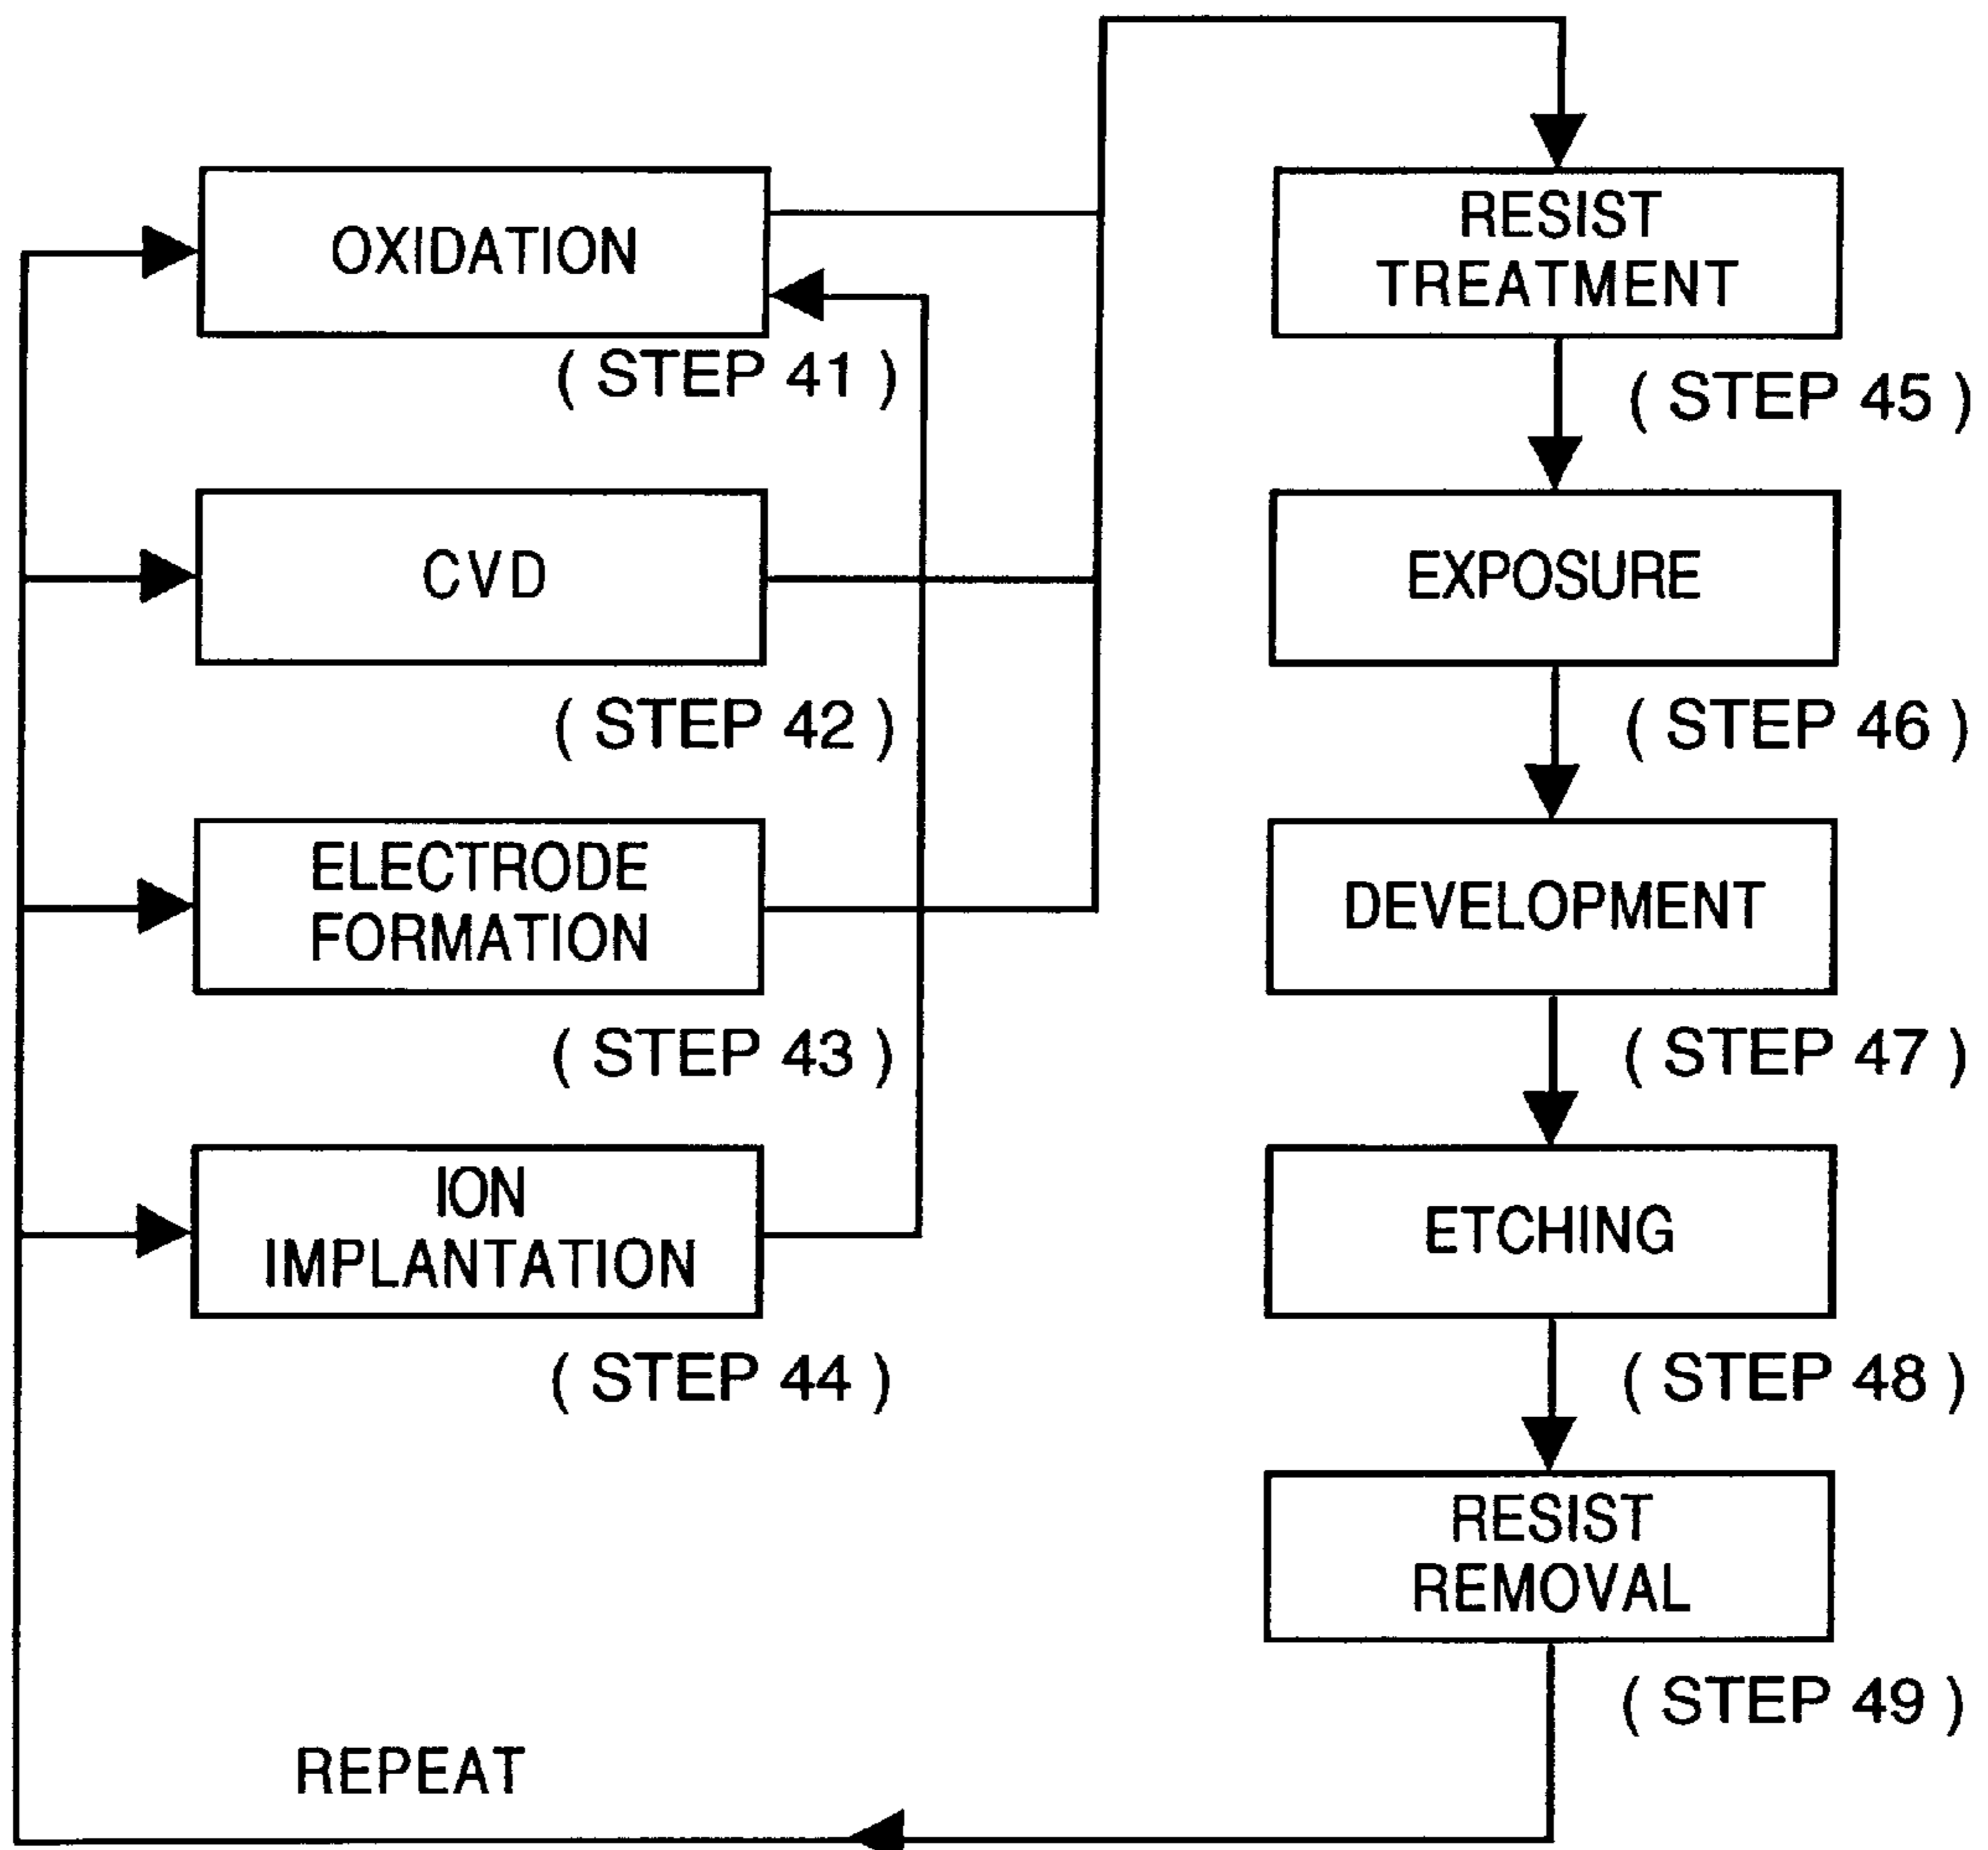 OXIDATION
( STEP 41 )
CVD
( STEP 42 )
ELECTRODE
FORMATION
( STEP 43 )
ION
IMPLANTATION
( STEP 44 )
RESIST
TREATMENT
( STEP 45 )
EXPOSURE
( STEP 46 )
DEVELOPMENT
( STEP 47 )
ETCHING
( STEP 48 )
RESIST
REMOVAL
( STEP 49 )
REPEAT